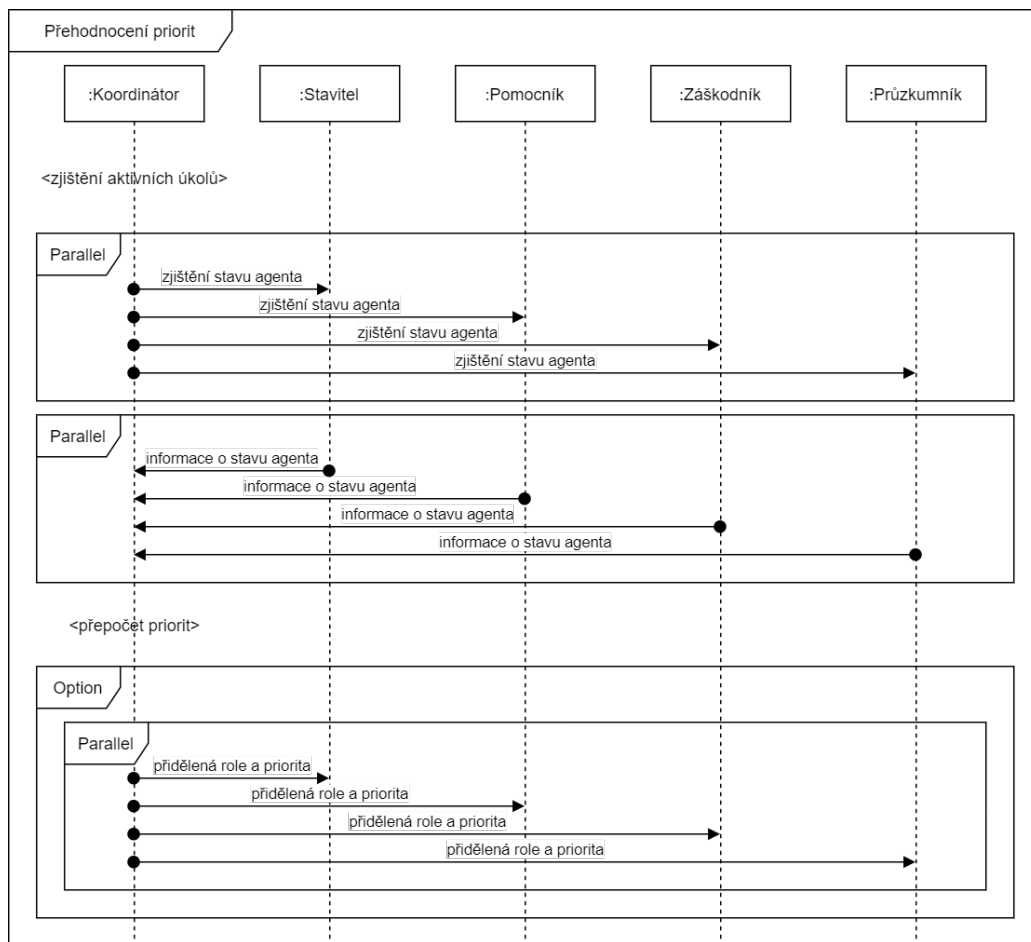 Přehodnocení priorit
:Koordinátor
:Stavitel
:Pomocník
:Záškodník
:Průzkumník
<zjištění aktivních úkolů>
Parallel
zjištění stavu agenta
zjištění stavu agenta
zjištění stavu agenta
zjištění stavu agenta
Parallel
informace o stavu agenta
informace o stavu agenta
informace o stavu agenta
informace o stavu agenta
<přepočet priorit>
Option
Parallel
přidělená role a priorita
přidělená role a priorita
přidělená role a priorita
přidělená role a priorita